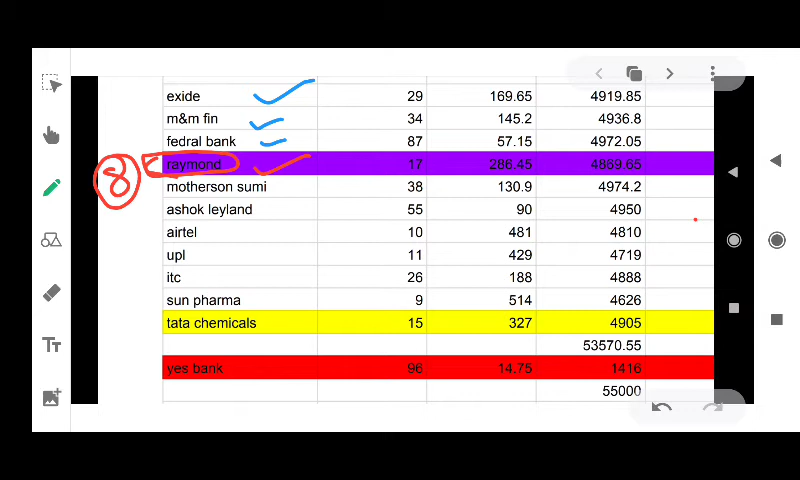 exide 29 169.65 4919.85
m&m fin 34 145.2 4936.8
fedral bank 87 57.15 4972.05
8 raymond 17 286.45 4869.65
motherson sumi 38 130.9 4974.2
ashok leyland 55 90 4950
airtel 10 481 4810
upl 11 429 4719
itc 26 188 4888
sun pharma 9 514 4626
tata chemicals 15 327 4905
53570.55
yes bank 96 14.75 1416
55000
Tт